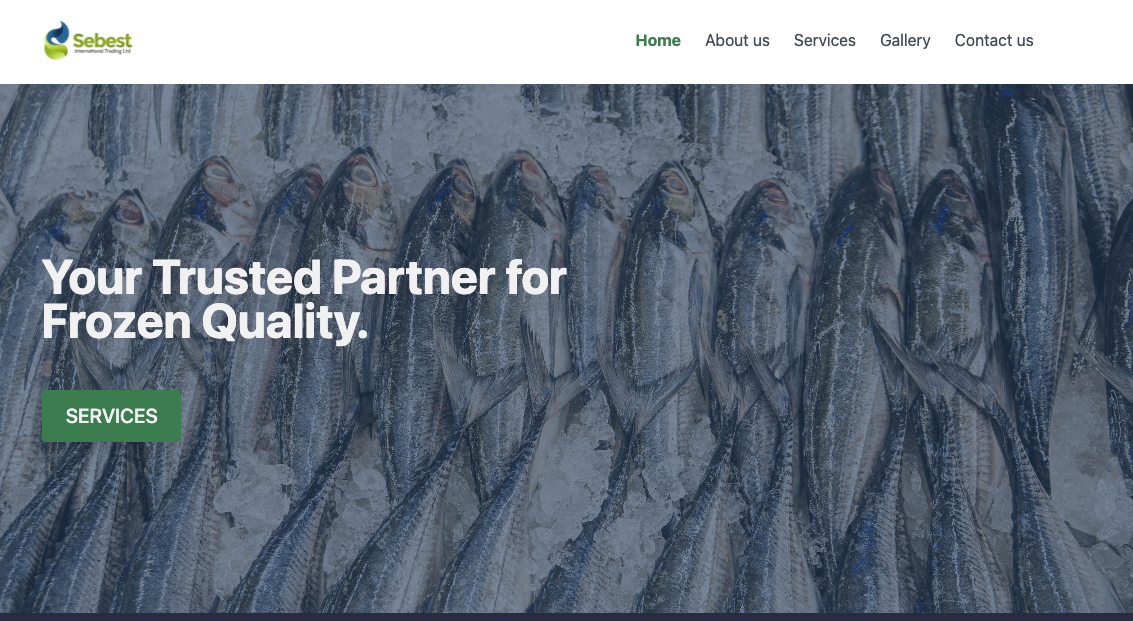 Sebest
International Trading Ltd
Home About us Services Gallery Contact us
Your Trusted Partner for
Frozen Quality.
SERVICES